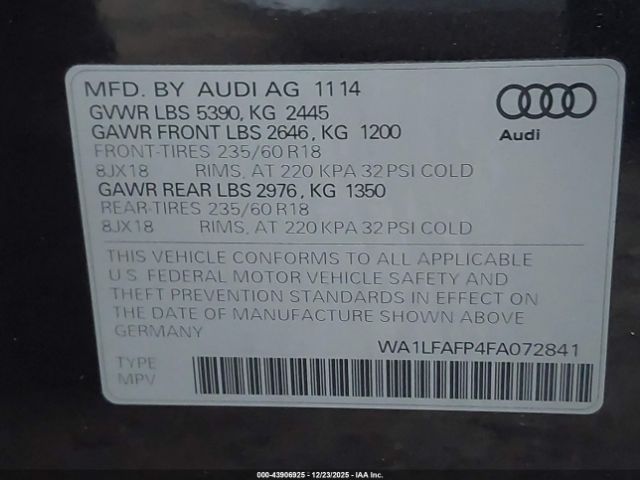 MFD. BY AUDI AG 11 14
GVWR LBS 5390, KG 2445
GAWR FRONT LBS 2646, KG 1200
FRONT-TIRES 235/60 R18
8JX18 RIMS, AT 220 KPA 32 PSI COLD
GAWR REAR LBS 2976, KG 1350
REAR-TIRES 235/60 R18
8JX18 RIMS, AT 220 KPA 32 PSI COLD
Audi
THIS VEHICLE CONFORMS TO ALL APPLICABLE
U.S. FEDERAL MOTOR VEHICLE SAFETY AND
THEFT PREVENTION STANDARDS IN EFFECT ON
THE DATE OF MANUFACTURE SHOWN ABOVE
GERMANY
WA1LFAFP4FA072841
TYPE
MPV
000-43906925 - 12/23/2025 - IAA Inc.